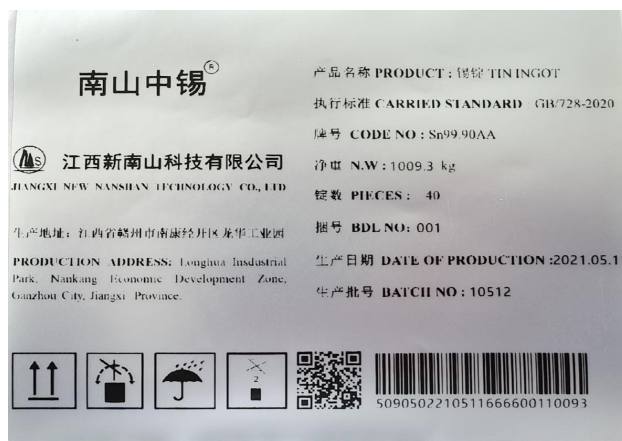 南山中锡®
江西新南山科技有限公司
JIANGXI NEW NANSHAN TECHNOLOGY CO., LTD
生产地址：江西省赣州市南康经开区龙华工业园
PRODUCTION ADDRESS: Longhua Insdustrial
Park, Nankang Economic Development Zone,
Ganzhou City, Jiangxi Province.
产品名称 PRODUCT : 锡锭 TIN INGOT
执行标准 CARRIED STANDARD GB/728-2020
牌号 CODE NO : Sn99.90AA
净重 N.W : 1009.3 kg
锭数 PIECES : 40
捆号 BDL NO: 001
生产日期 DATE OF PRODUCTION :2021.05.1
生产批号 BATCH NO : 10512
2
5090502210511666600110093